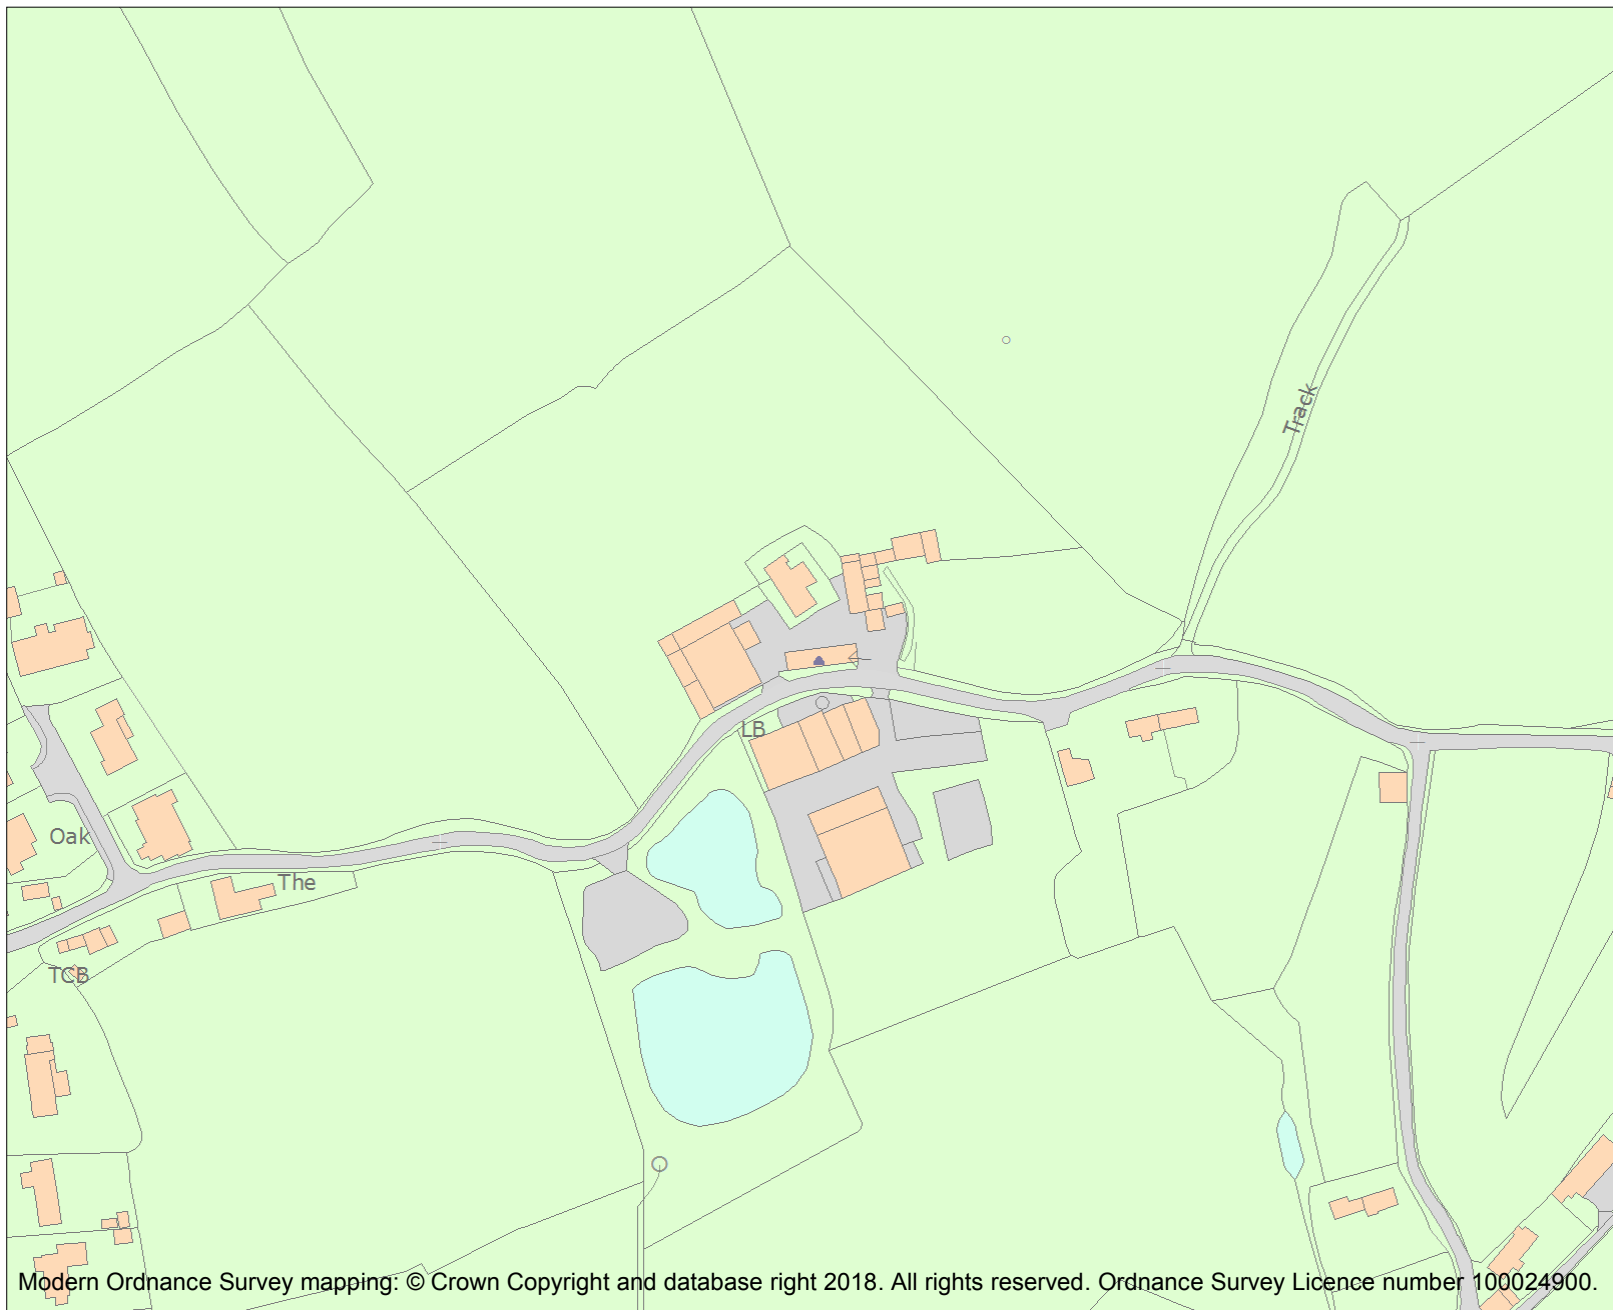 Track
LB
Oak
The
TCB
Modern Ordnance Survey mapping: © Crown Copyright and database right 2018. All rights reserved. Ordnance Survey Licence number 100024900.